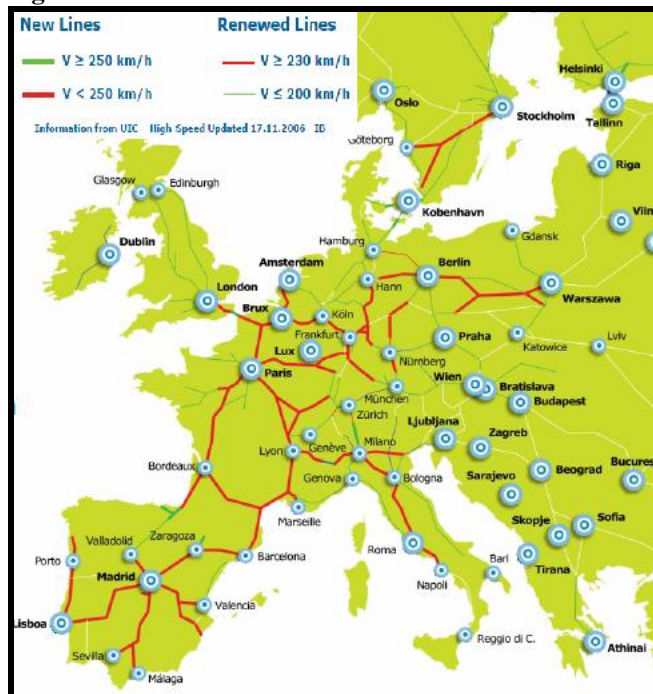 New Lines
Renewed Lines
V ≥ 250 km/h
V ≥ 230 km/h
V < 250 km/h
V ≤ 200 km/h
Information from UIC High Speed Updated 17.11.2006 IB
Helsinki
Oslo
Stockholm
Tallinn
Göteborg
Riga
Glasgow
Edinburgh
Kobenhavn
Viln
Gdansk
Dublin
Hamburg
Amsterdam
Berlin
London
Hann
Warszawa
Brux
Köln
Frankfurt
Praha
Lux
Katowice
Lviv
Paris
Nürnberg
Wien
Bratislava
München
Budapest
Zürich
Ljubljana
Zagreb
Lyon
Genève
Milano
Bordeaux
Genova
Bologna
Sarajevo
Beograd
Bucures
Marseille
Valladolid
Zaragoza
Skopje
Sofia
Porto
Barcelona
Roma
Bari
Tirana
Madrid
Napoli
Lisboa
Valencia
Reggio di C.
Athinai
Sevilla
Málaga